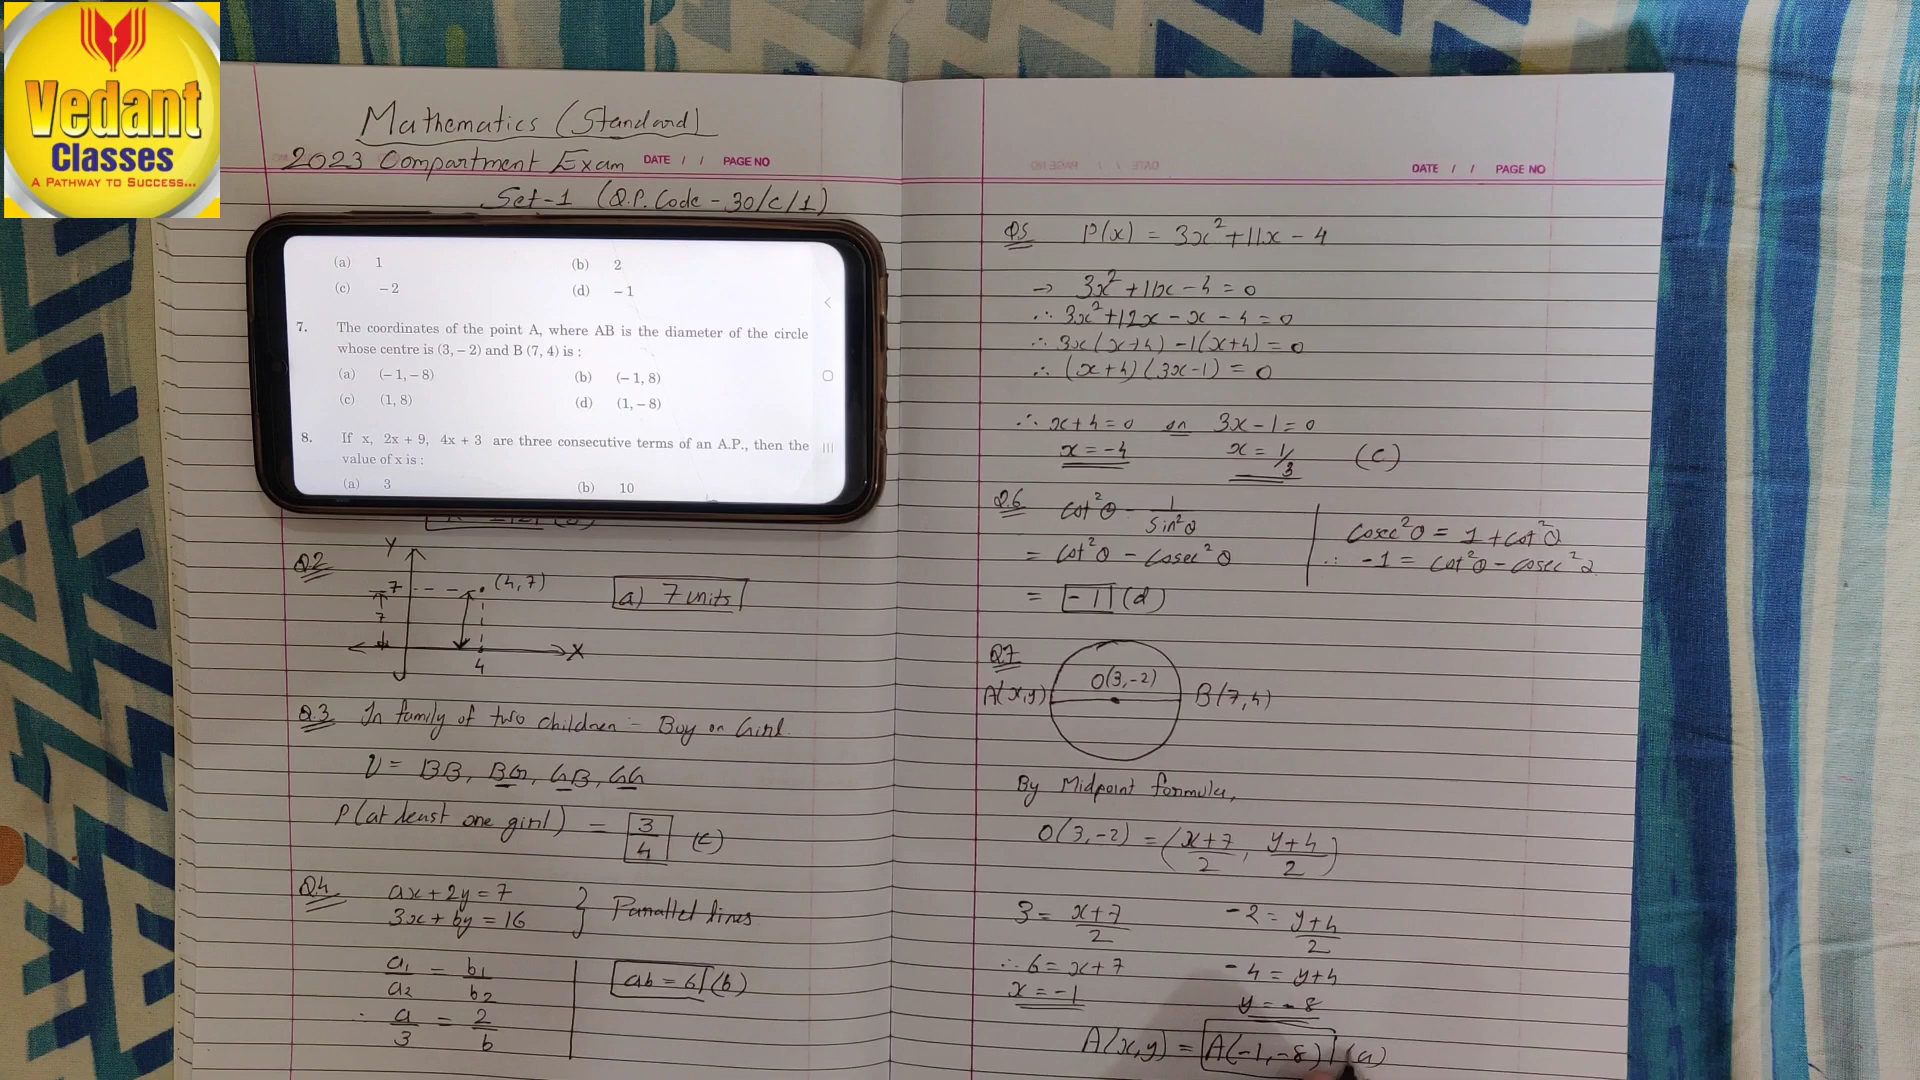 Vedant
Classes
A PATHWAY TO SUCCESS...
Mathematics (Standard)
2023 Compartment Exam DATE / / PAGE NO
Set-1 (Q.P. Code - 30/C/1)
(a) 1 (b) 2
(c) – 2 (d) – 1
7. The coordinates of the point A, where AB is the diameter of the circle
whose centre is (3, – 2) and B (7, 4) is :
(a) (– 1, – 8) (b) (– 1, 8)
(c) (1, 8) (d) (1, – 8)
8. If x, 2x + 9, 4x + 3 are three consecutive terms of an A.P., then the
value of x is :
(a) 3 (b) 10
Q2 Y
7 (4,7) (a) 7 units
7
X
4
Q.3 In family of two children :- Boy or Girl.
U = BB, BG, GB, GG
P(at least one girl) = 3/4 (c)
Q.4 ax + 2y = 7
3x + by = 16 } Parallel lines
a₁/a₂ = b₁/b₂ ab = 6 (b)
∴ a/3 = 2/b
DATE / / PAGE NO
Q5 P(x) = 3x² + 11x - 4
→ 3x² + 11x - 4 = 0
∴ 3x² + 12x - x - 4 = 0
∴ 3x(x+4) - 1(x+4) = 0
∴ (x+4)(3x-1) = 0
∴ x+4 = 0 or 3x - 1 = 0
x = -4 x = 1/3 (c)
Q.6 cot²θ - 1/sin²θ cosec²θ = 1 + cot²θ
= cot²θ - cosec²θ ∴ -1 = cot²θ - cosec²θ
= -1 (d)
Q7
O(3,-2)
A(x,y) B(7,4)
By Midpoint formula,
O(3,-2) = (x+7/2, y+4/2)
3 = x+7/2 -2 = y+4/2
∴ 6 = x+7 -4 = y+4
x = -1 y = -8
A(x,y) = A(-1,-8) (a)